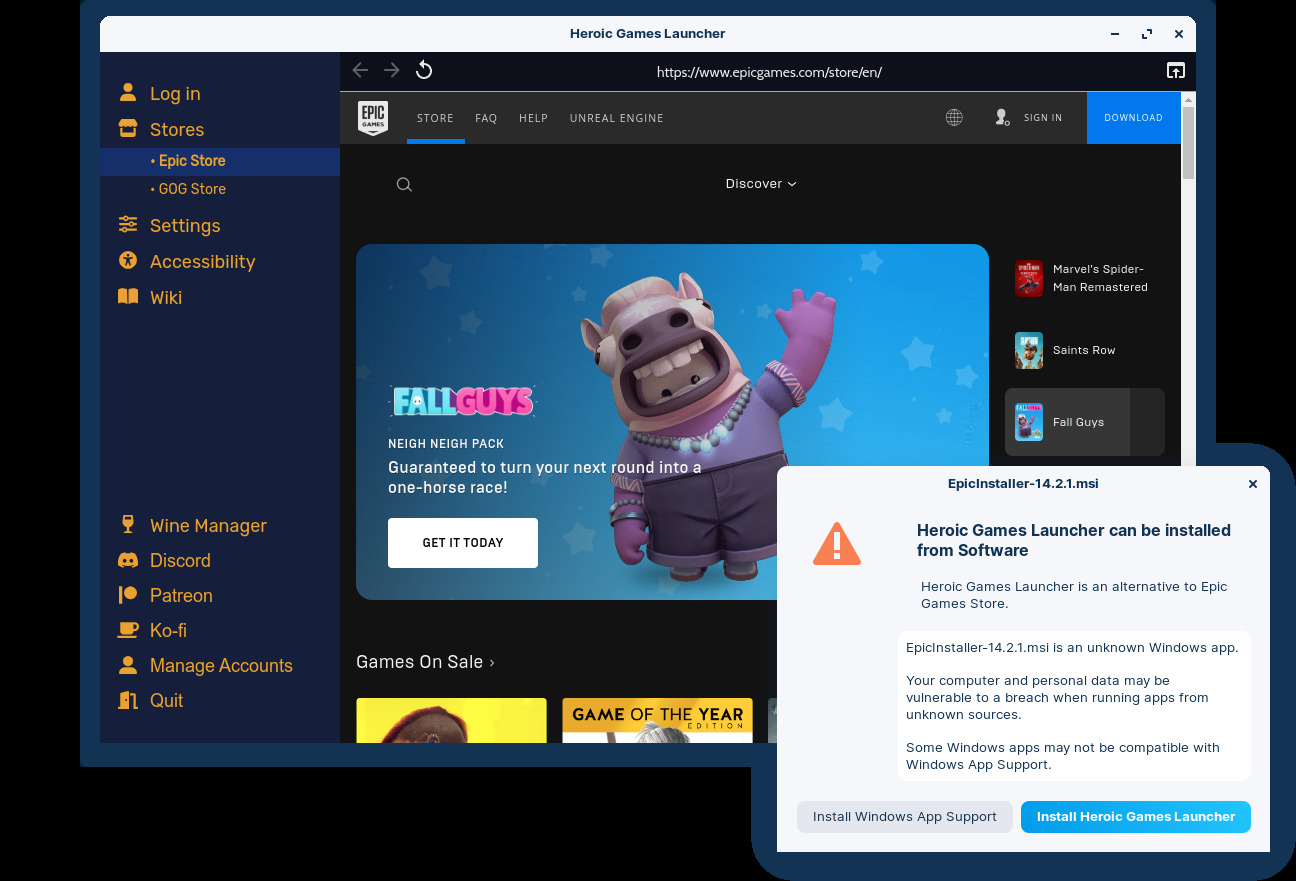 Heroic Games Launcher
https://www.epicgames.com/store/en/
Log in
Stores
• Epic Store
• GOG Store
Settings
Accessibility
Wiki
Wine Manager
Discord
Patreon
Ko-fi
Manage Accounts
Quit
EPIC
GAMES
STORE
FAQ
HELP
UNREAL ENGINE
SIGN IN
DOWNLOAD
Discover
FALL GUYS
NEIGH NEIGH PACK
Guaranteed to turn your next round into a
one-horse race!
GET IT TODAY
Marvel's Spider-
Man Remastered
Saints Row
Fall Guys
Games On Sale ›
GAME OF THE YEAR
EDITION
EpicInstaller-14.2.1.msi
Heroic Games Launcher can be installed
from Software
Heroic Games Launcher is an alternative to Epic
Games Store.
EpicInstaller-14.2.1.msi is an unknown Windows app.
Your computer and personal data may be
vulnerable to a breach when running apps from
unknown sources.
Some Windows apps may not be compatible with
Windows App Support.
Install Windows App Support
Install Heroic Games Launcher